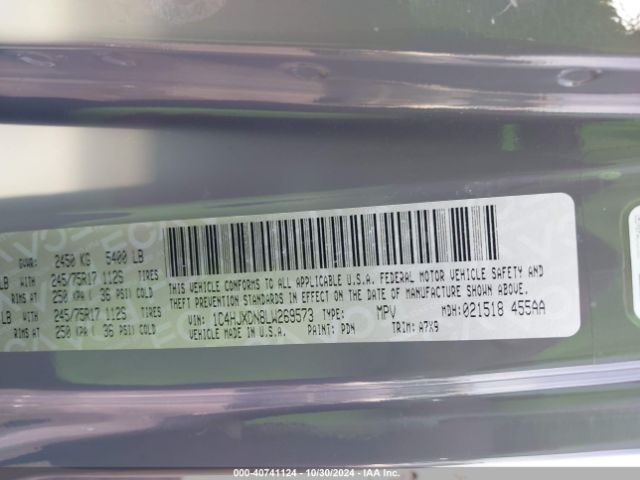 GVWR: 2450 KG 5400 LB
LB WITH 245/75R17 112S TIRES
RIMS AT 250 KPA ( 36 PSI) COLD
LB WITH 245/75R17 112S TIRES
RIMS AT 250 KPA ( 36 PSI) COLD
THIS VEHICLE CONFORMS TO ALL APPLICABLE U.S.A. FEDERAL MOTOR VEHICLE SAFETY, AND
THEFT PREVENTION STANDARDS IN EFFECT ON THE DATE OF MANUFACTURE SHOWN ABOVE.
VIN: 1C4HJXDN8LW269573 TYPE: MPV MDH: 021518 455AA
VEHICLE MADE IN U.S.A. PAINT: PDN TRIM: A7X9
000-40741124 - 10/30/2024 - IAA Inc.